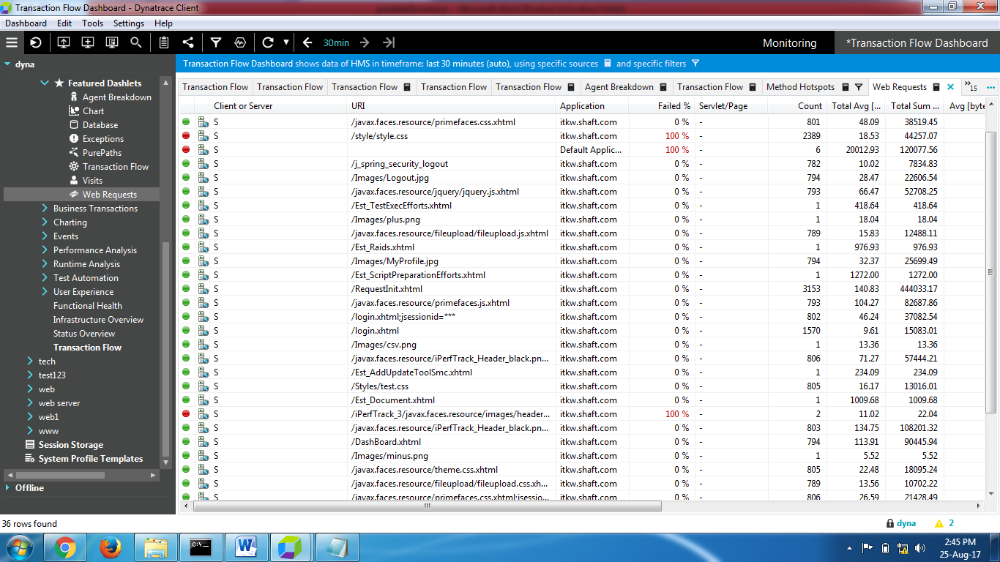 Transaction Flow Dashboard - Dynatrace Client
Dashboard Edit Tools Settings Help
30min Monitoring *Transaction Flow Dashboard
dyna
Featured Dashlets
Agent Breakdown
Chart
Database
Exceptions
PurePaths
Transaction Flow
Visits
Web Requests
Business Transactions
Charting
Events
Performance Analysis
Runtime Analysis
Test Automation
User Experience
Functional Health
Infrastructure Overview
Status Overview
Transaction Flow
tech
test123
web
web server
web1
www
Session Storage
System Profile Templates
Offline
Transaction Flow Dashboard shows data of HMS in timeframe: last 30 minutes (auto), using specific sources and specific filters
Transaction Flow Transaction Flow Transaction Flow Transaction Flow Transaction Flow Agent Breakdown Transaction Flow Method Hotspots Web Requests »15
Client or Server URI Application Failed % Servlet/Page Count Total Avg [... Total Sum ... Avg [byte
S /javax.faces.resource/primefaces.css.xhtml itkw.shaft.com 0 % - 801 48.09 38519.45
S /style/style.css itkw.shaft.com 100 % - 2389 18.53 44257.07
S Default Applic... 100 % - 6 20012.93 120077.56
S /j_spring_security_logout itkw.shaft.com 0 % - 782 10.02 7834.83
S /Images/Logout.jpg itkw.shaft.com 0 % - 794 28.47 22606.54
S /javax.faces.resource/jquery/jquery.js.xhtml itkw.shaft.com 0 % - 793 66.47 52708.25
S /Est_TestExecEfforts.xhtml itkw.shaft.com 0 % - 1 418.64 418.64
S /Images/plus.png itkw.shaft.com 0 % - 1 18.04 18.04
S /javax.faces.resource/fileupload/fileupload.js.xhtml itkw.shaft.com 0 % - 789 15.83 12488.11
S /Est_Raids.xhtml itkw.shaft.com 0 % - 1 976.93 976.93
S /Images/MyProfile.jpg itkw.shaft.com 0 % - 794 32.37 25699.49
S /Est_ScriptPreparationEfforts.xhtml itkw.shaft.com 0 % - 1 1272.00 1272.00
S /RequestInit.xhtml itkw.shaft.com 0 % - 3153 140.83 444033.17
S /javax.faces.resource/primefaces.js.xhtml itkw.shaft.com 0 % - 793 104.27 82687.86
S /login.xhtml;jsessionid=*** itkw.shaft.com 0 % - 802 46.24 37082.54
S /login.xhtml itkw.shaft.com 0 % - 1570 9.61 15083.01
S /Images/csv.png itkw.shaft.com 0 % - 1 13.36 13.36
S /javax.faces.resource/iPerfTrack_Header_black.pn... itkw.shaft.com 0 % - 806 71.27 57444.21
S /Est_AddUpdateToolSmc.xhtml itkw.shaft.com 0 % - 1 234.09 234.09
S /Styles/test.css itkw.shaft.com 0 % - 805 16.17 13016.01
S /Est_Document.xhtml itkw.shaft.com 0 % - 1 1009.68 1009.68
S /iPerfTrack_3/javax.faces.resource/images/header... itkw.shaft.com 100 % - 2 11.02 22.04
S /javax.faces.resource/iPerfTrack_Header_black.pn... itkw.shaft.com 0 % - 803 134.75 108201.32
S /DashBoard.xhtml itkw.shaft.com 0 % - 794 113.91 90445.94
S /Images/minus.png itkw.shaft.com 0 % - 1 5.52 5.52
S /javax.faces.resource/theme.css.xhtml itkw.shaft.com 0 % - 805 22.48 18095.24
S /javax.faces.resource/fileupload/fileupload.css.xh... itkw.shaft.com 0 % - 789 13.56 10702.22
S /javax.faces.resource/primefaces.css.xhtml;jsessio... itkw.shaft.com 0 % - 806 26.59 21428.49
36 rows found dyna 2
2:45 PM
25-Aug-17